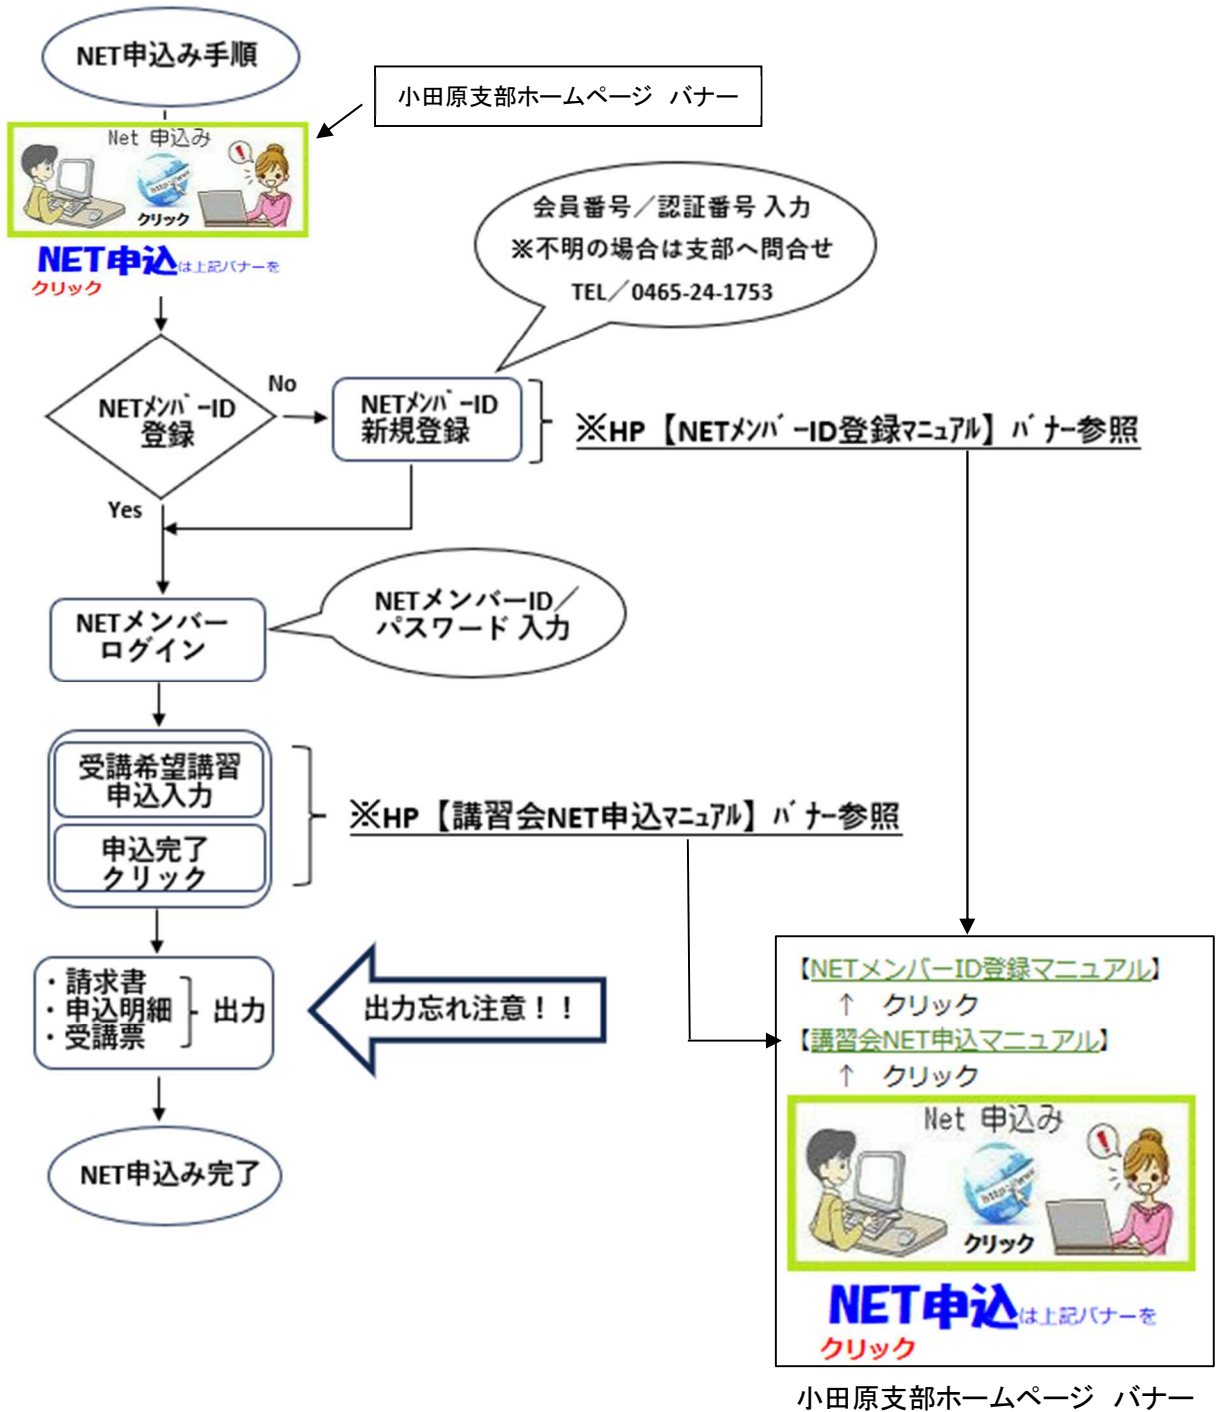 NET申込み手順
小田原支部ホームページ　バナー
Net 申込み
クリック
NET申込は上記バナーを
クリック
会員番号／認証番号 入力
※不明の場合は支部へ問合せ
TEL／0465-24-1753
NETﾒﾝﾊﾞｰID
登録
No
NETﾒﾝﾊﾞｰID
新規登録
※HP【NETﾒﾝﾊﾞｰID登録ﾏﾆｭｱﾙ】ﾊﾞﾅｰ参照
Yes
NETメンバー
ログイン
NETメンバーID／
パスワード 入力
受講希望講習
申込入力
申込完了
クリック
※HP【講習会NET申込ﾏﾆｭｱﾙ】ﾊﾞﾅｰ参照
・請求書
・申込明細
・受講票
出力
出力忘れ注意！！
NET申込み完了
【NETメンバーID登録マニュアル】
↑　クリック
【講習会NET申込マニュアル】
↑　クリック
Net 申込み
http://www
クリック
NET申込は上記バナーを
クリック
小田原支部ホームページ　バナー